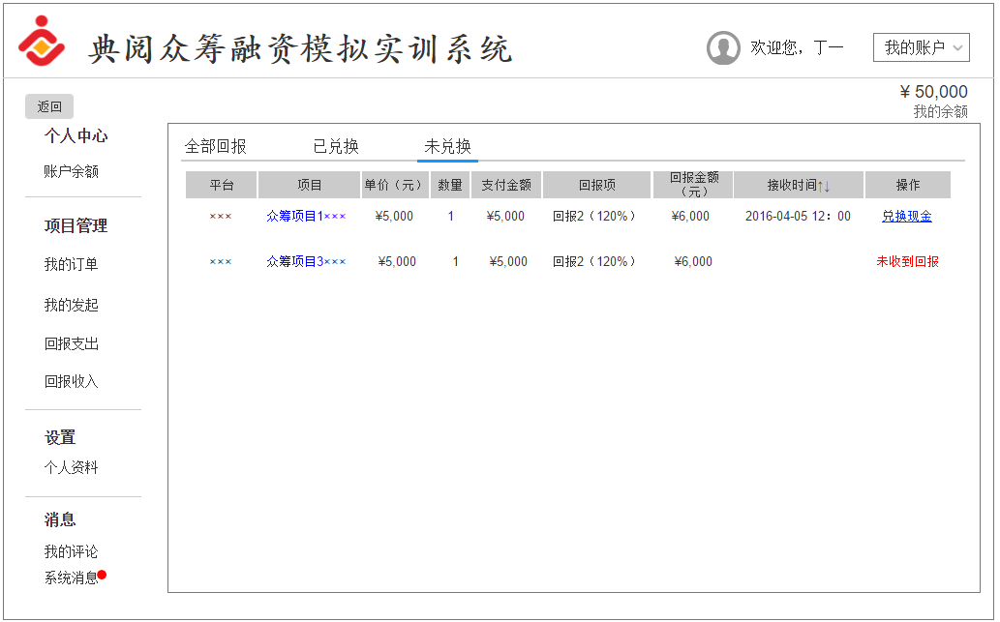 典阅众筹融资模拟实训系统
欢迎您，丁一
我的账户
¥ 50,000
我的余额
返回
个人中心
账户余额
项目管理
我的订单
我的发起
回报支出
回报收入
设置
个人资料
消息
我的评论
系统消息
全部回报 已兑换 未兑换
平台 项目 单价（元） 数量 支付金额 回报项 回报金额（元） 接收时间↑↓ 操作
××× 众筹项目1××× ¥5,000 1 ¥5,000 回报2（120%） ¥6,000 2016-04-05 12：00 兑换现金
××× 众筹项目3××× ¥5,000 1 ¥5,000 回报2（120%） ¥6,000 未收到回报